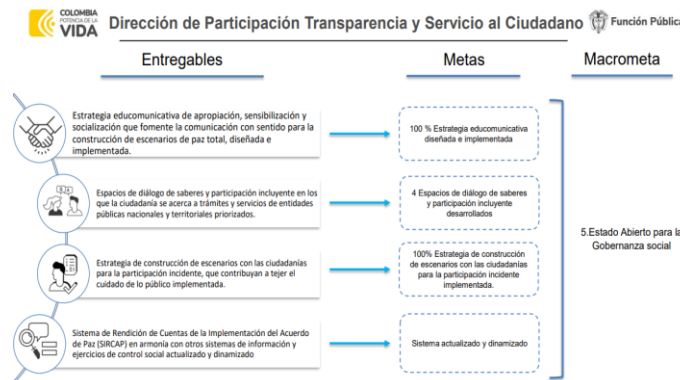 COLOMBIA
POTENCIA DE LA
VIDA
Dirección de Participación Transparencia y Servicio al Ciudadano
Función Pública
Entregables
Metas
Macrometa
Estrategia educomunicativa de apropiación, sensibilización y
socialización que fomente la comunicación con sentido para la
construcción de escenarios de paz total, diseñada e
implementada.
100 % Estrategia educomunicativa
diseñada e implementada
Espacios de diálogo de saberes y participación incluyente en los
que la ciudadanía se acerca a trámites y servicios de entidades
públicas nacionales y territoriales priorizados.
4 Espacios de diálogo de saberes
y participación incluyente
desarrollados
5.Estado Abierto para la
Gobernanza social
Estrategia de construcción de escenarios con las ciudadanías
para la participación incidente, que contribuyan a tejer el
cuidado de lo público implementada.
100% Estrategia de construcción
de escenarios con las ciudadanías
para la participación incidente
implementada.
Sistema de Rendición de Cuentas de la Implementación del Acuerdo
de Paz (SIRCAP) en armonía con otros sistemas de información y
ejercicios de control social actualizado y dinamizado
Sistema actualizado y dinamizado